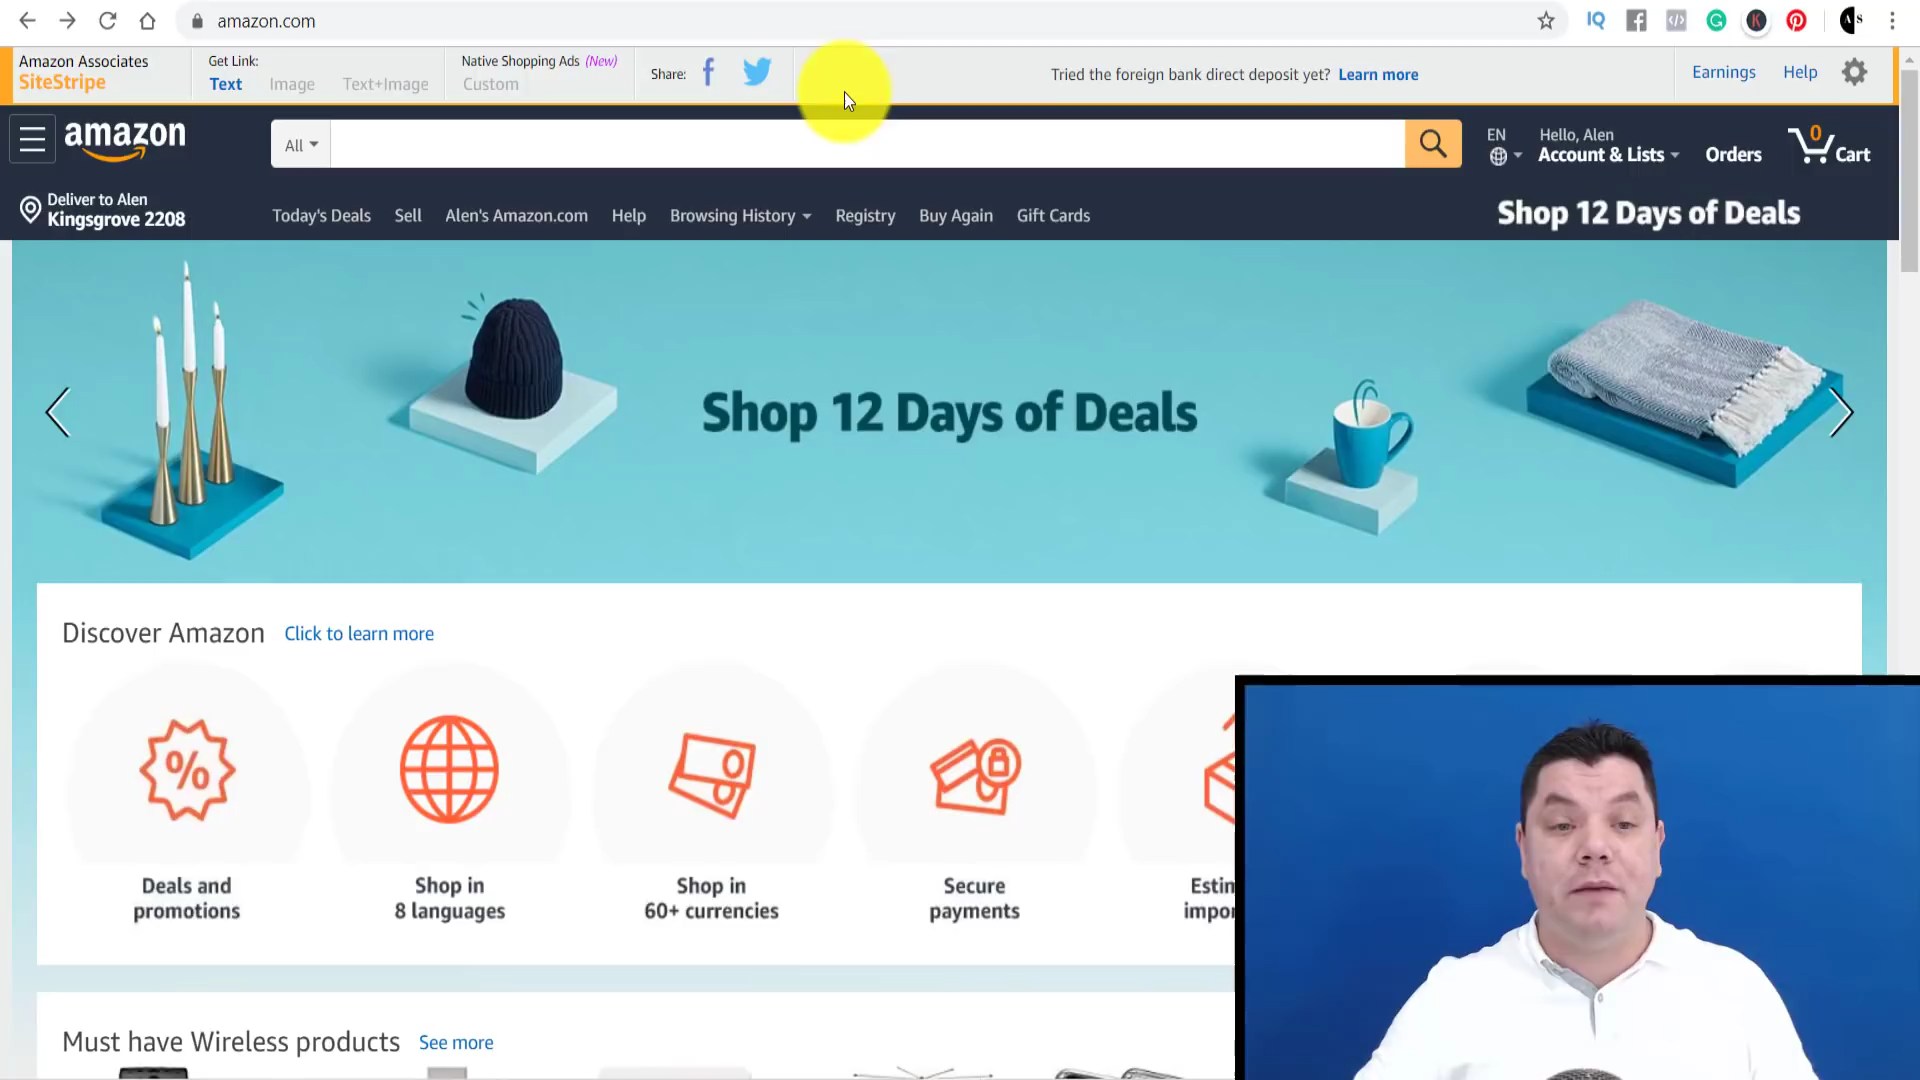 amazon.com
Amazon Associates
SiteStripe
Get Link:
Text Image Text+Image
Native Shopping Ads (New)
Custom
Share:
Tried the foreign bank direct deposit yet? Learn more
Earnings Help
amazon
All
EN
Hello, Alen
Account & Lists
Orders
0
Cart
Deliver to Alen
Kingsgrove 2208
Today's Deals Sell Alen's Amazon.com Help Browsing History Registry Buy Again Gift Cards
Shop 12 Days of Deals
Shop 12 Days of Deals
Discover Amazon Click to learn more
Deals and
promotions
Shop in
8 languages
Shop in
60+ currencies
Secure
payments
Estin
impor
Must have Wireless products See more